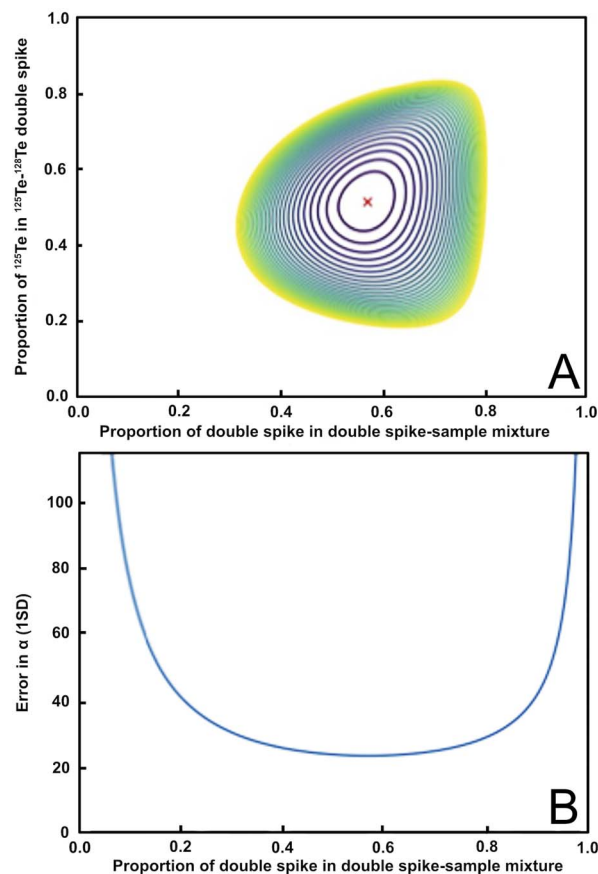 1.0
0.8
0.6
0.4
0.2
0.0
Proportion of ¹²⁵Te in ¹²⁵Te-¹²⁸Te double spike
A
0.0 0.2 0.4 0.6 0.8 1.0
Proportion of double spike in double spike-sample mixture
100
80
60
40
20
0
Error in α (1SD)
B
0.0 0.2 0.4 0.6 0.8 1.0
Proportion of double spike in double spike-sample mixture